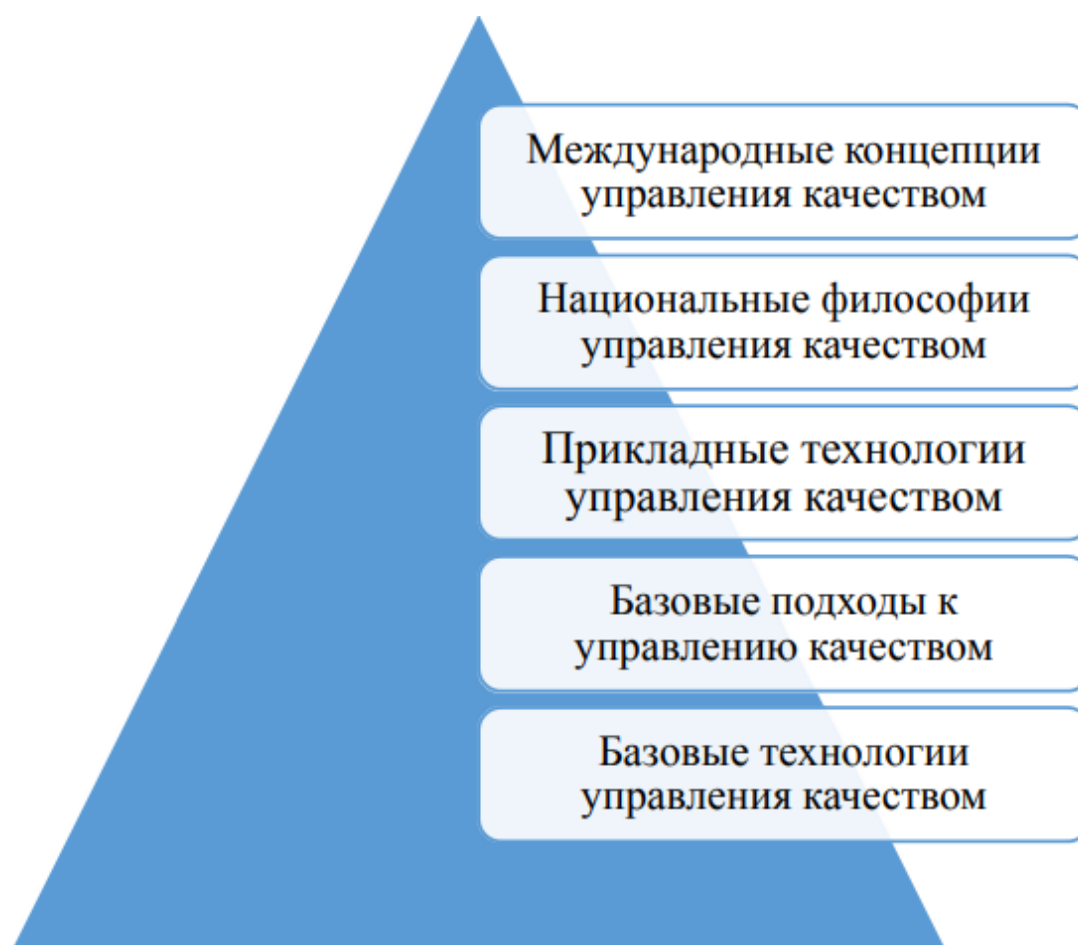 Международные концепции
управления качеством
Национальные философии
управления качеством
Прикладные технологии
управления качеством
Базовые подходы к
управлению качеством
Базовые технологии
управления качеством